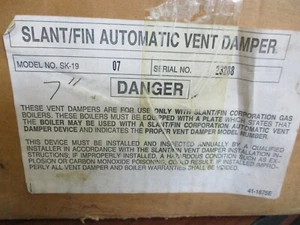 SLANT/FIN AUTOMATIC VENT DAMPER
MODEL NO. SK-19 07 SERIAL NO.
7"
DANGER
THESE VENT DAMPERS ARE FOR USE ONLY WITH SLANT/FIN CORPORATION GAS
BOILERS. THESE BOILERS MUST BE EQUIPPED WITH A PLATE WHICH STATES THAT
THE BOILER MAY BE USED WITH A SLANT/FIN CORPORATION AUTOMATIC VENT
DAMPER DEVICE AND INDICATES THE PROPER VENT DAMPER MODEL NUMBER.
THIS DEVICE MUST BE INSTALLED AND INSPECTED ANNUALLY BY A QUALIFIED
INSTALLER IN ACCORDANCE WITH THE SLANT/FIN VENT DAMPER INSTALLATION IN-
STRUCTIONS. IF IMPROPERLY INSTALLED, A HAZARDOUS CONDITION SUCH AS EX-
PLOSION OR CARBON MONOXIDE POISONING, COULD RESULT. IF INSTALLED IMPROP-
ERLY ALL VENT DAMPER AND BOILER WARRANTIES SHALL BE VOIDED.